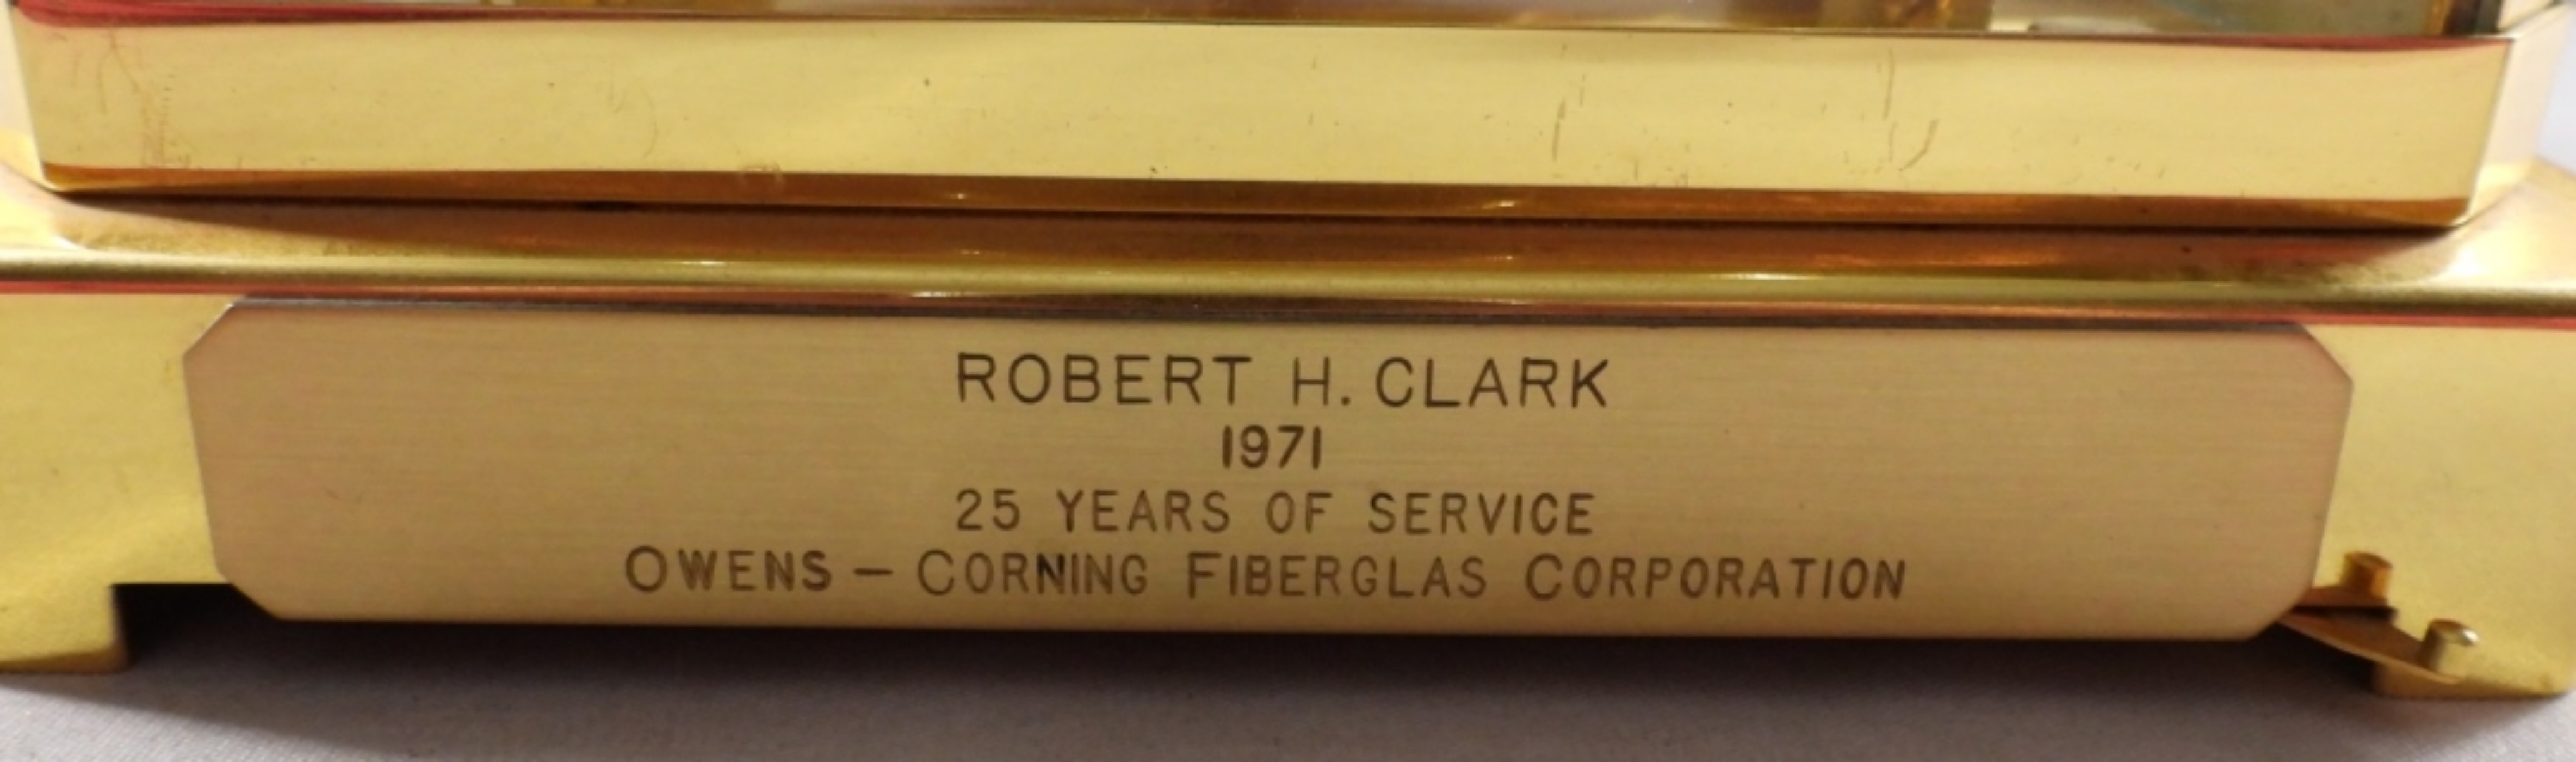 ROBERT H. CLARK
1971
25 YEARS OF SERVICE
OWENS – CORNING FIBERGLAS CORPORATION